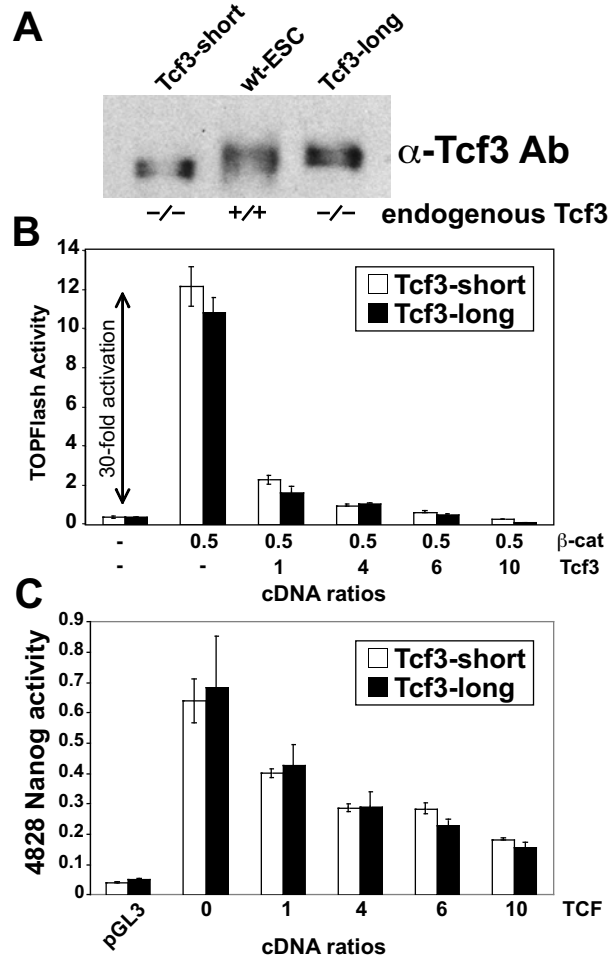 A
Tcf3-short
wt-ESC
Tcf3-long
α-Tcf3 Ab
−/− +/+ −/− endogenous Tcf3
B
14
12
10
8
6
4
2
0
TOPFlash Activity
30-fold activation
Tcf3-short
Tcf3-long
- 0.5 0.5 0.5 0.5 0.5 β-cat
- - 1 4 6 10 Tcf3
cDNA ratios
C
0.9
0.8
0.7
0.6
0.5
0.4
0.3
0.2
0.1
0
4828 Nanog activity
Tcf3-short
Tcf3-long
pGL3 0 1 4 6 10 TCF
cDNA ratios